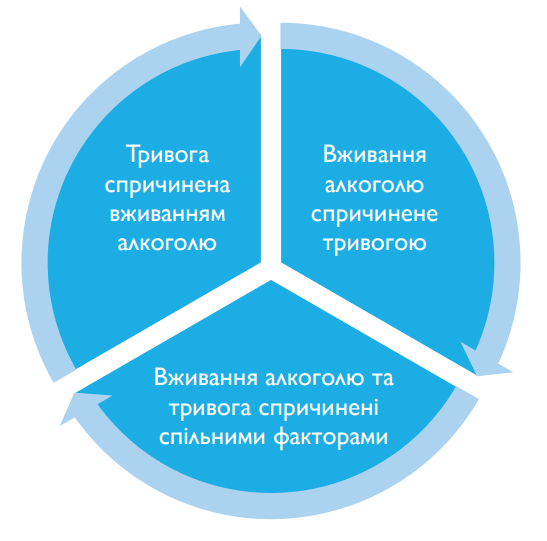 Тривога
спричинена
вживанням
алкоголю
Вживання
алкоголю
спричинене
тривогою
Вживання алкоголю та
тривога спричинені
спільними факторами